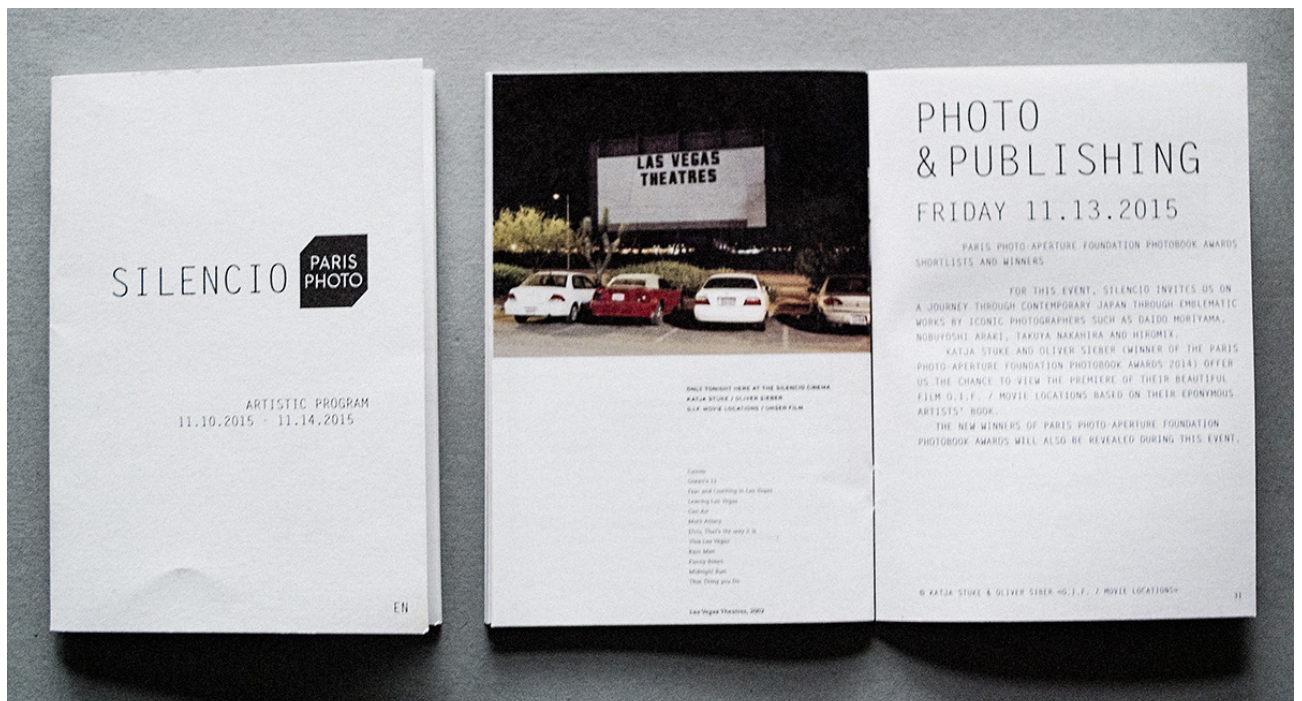 SILENCIO
PARIS
PHOTO
ARTISTIC PROGRAM
11.10.2015 - 11.14.2015
EN
LAS VEGAS
THEATRES
ONLY TONIGHT HERE AT THE SILENCIO CINEMA
KATJA STUKE / OLIVER SIEBER
G.I.F. MOVIE LOCATIONS / UNSER FILM
Casino
Ocean's 11
Fear and Loathing in Las Vegas
Leaving Las Vegas
Con Air
Mars Attacs
Elvis, That's the way it is
Viva Las Vegas
Rain Man
Funny Bones
Midnight Run
That Thing you Do
Las Vegas Theatres, 2002
PHOTO
& PUBLISHING
FRIDAY 11.13.2015
PARIS PHOTO-APERTURE FOUNDATION PHOTOBOOK AWARDS
SHORTLISTS AND WINNERS
FOR THIS EVENT, SILENCIO INVITES US ON
A JOURNEY THROUGH CONTEMPORARY JAPAN THROUGH EMBLEMATIC
WORKS BY ICONIC PHOTOGRAPHERS SUCH AS DAIDO MORIYAMA,
NOBUYOSHI ARAKI, TAKUYA NAKAHIRA AND HIROMIX.
KATJA STUKE AND OLIVER SIEBER (WINNER OF THE PARIS
PHOTO-APERTURE FOUNDATION PHOTOBOOK AWARDS 2014) OFFER
US THE CHANCE TO VIEW THE PREMIERE OF THEIR BEAUTIFUL
FILM G.I.F. / MOVIE LOCATIONS BASED ON THEIR EPONYMOUS
ARTISTS' BOOK.
THE NEW WINNERS OF PARIS PHOTO-APERTURE FOUNDATION
PHOTOBOOK AWARDS WILL ALSO BE REVEALED DURING THIS EVENT.
© KATJA STUKE & OLIVER SIBER «G.I.F. / MOVIE LOCATIONS»
31